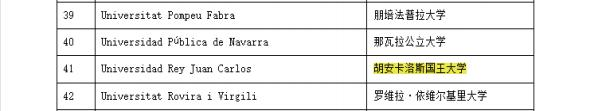 39 Universitat Pompeu Fabra 朋培法普拉大学
40 Universidad Pública de Navarra 那瓦拉公立大学
41 Universidad Rey Juan Carlos 胡安卡洛斯国王大学
42 Universitat Rovira i Virgili 罗维拉·依维尔基里大学